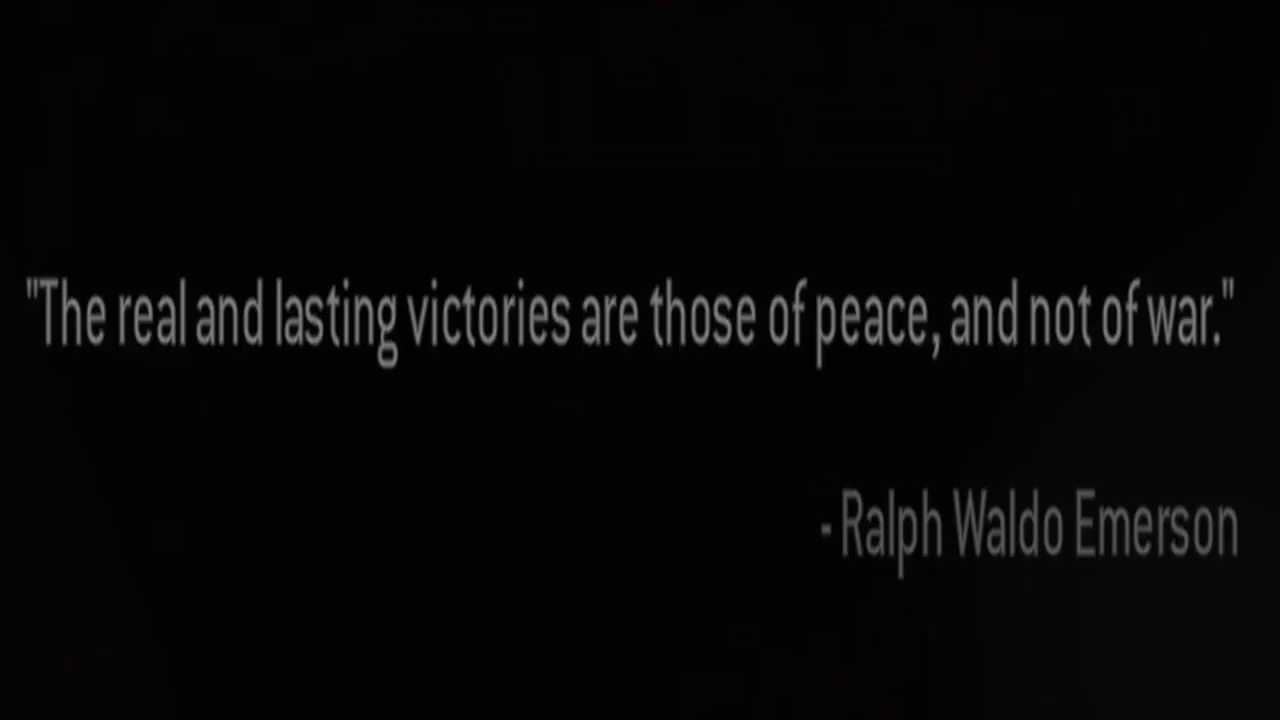 "The real and lasting victories are those of peace, and not of war."
- Ralph Waldo Emerson